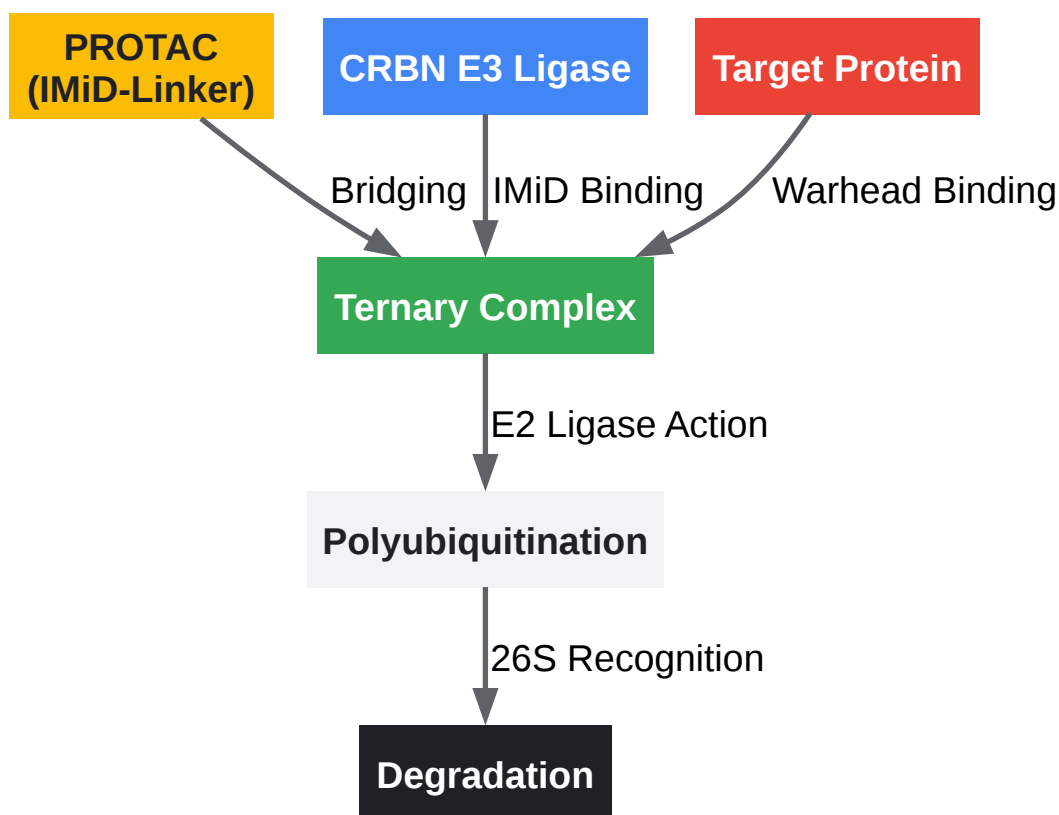 PROTAC
(IMiD-Linker)
CRBN E3 Ligase
Target Protein
Bridging
IMiD Binding
Warhead Binding
Ternary Complex
E2 Ligase Action
Polyubiquitination
26S Recognition
Degradation